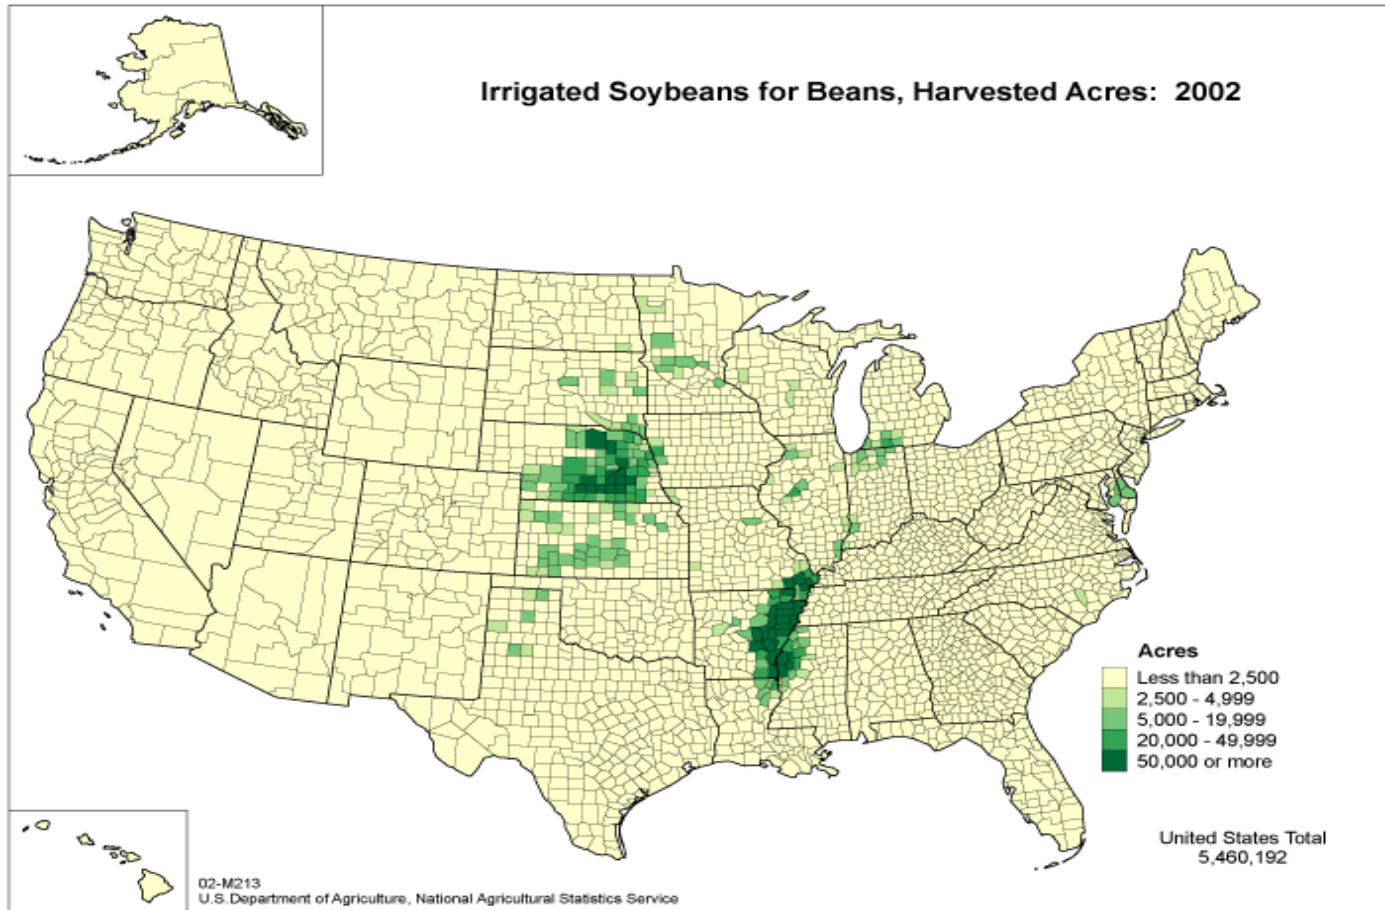 Irrigated Soybeans for Beans, Harvested Acres: 2002
Acres
Less than 2,500
2,500 - 4,999
5,000 - 19,999
20,000 - 49,999
50,000 or more
United States Total
5,460,192
02-M213
U.S.Department of Agriculture, National Agricultural Statistics Service